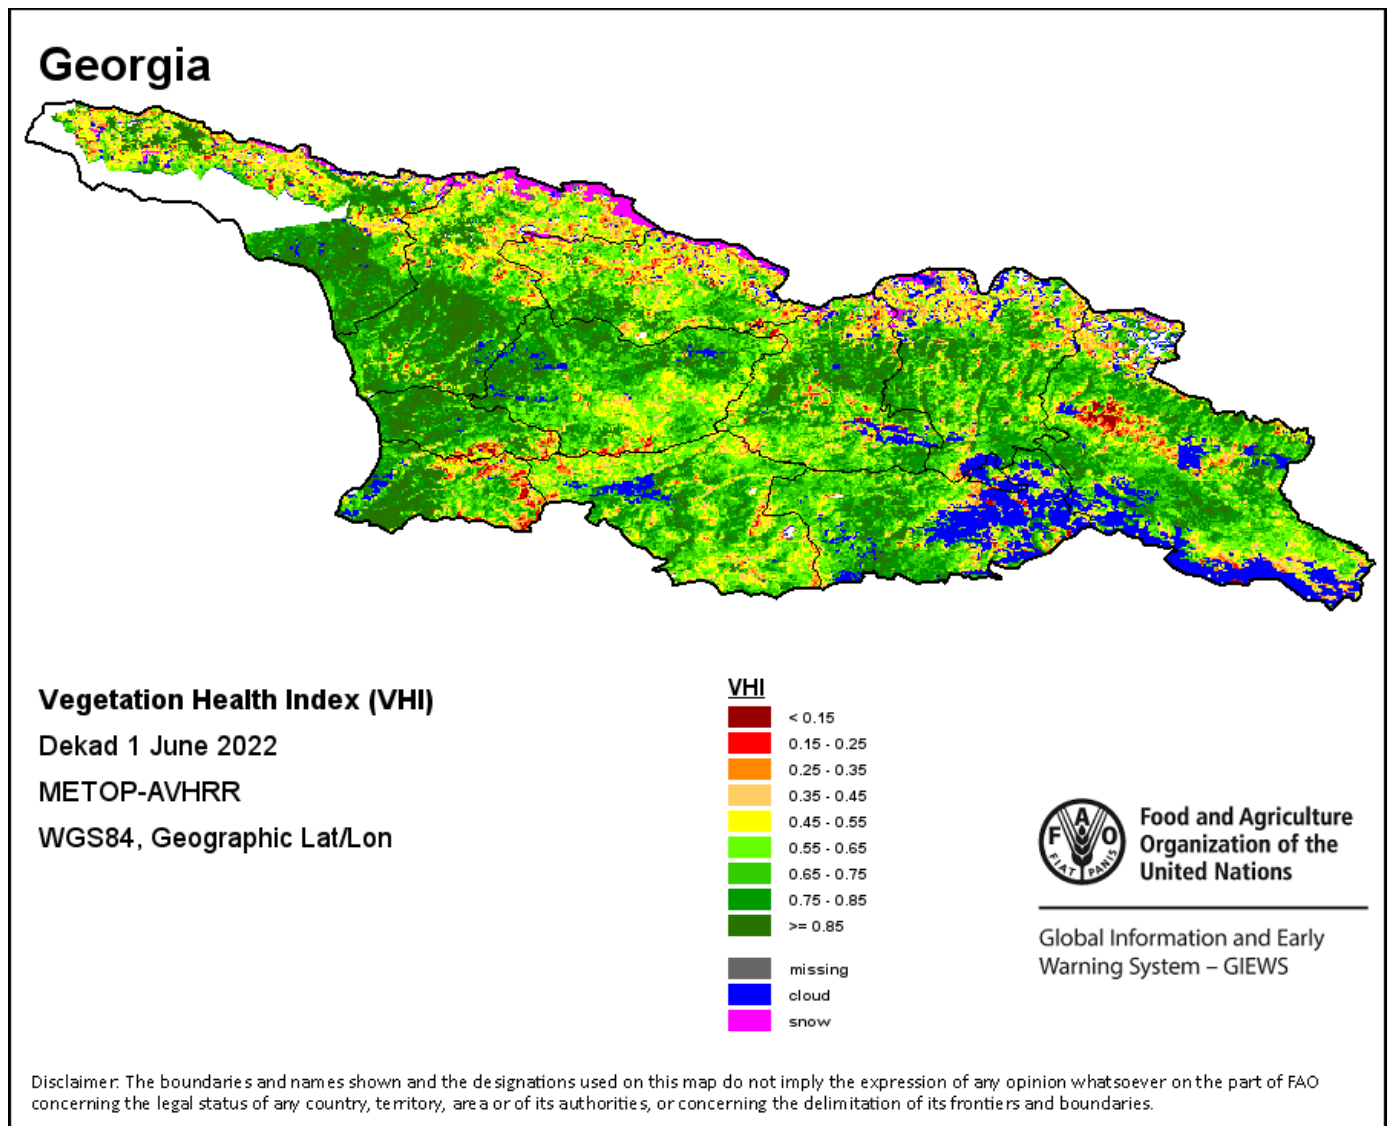 Georgia
Vegetation Health Index (VHI)
Dekad 1 June 2022
METOP-AVHRR
WGS84, Geographic Lat/Lon
VHI
< 0.15
0.15 - 0.25
0.25 - 0.35
0.35 - 0.45
0.45 - 0.55
0.55 - 0.65
0.65 - 0.75
0.75 - 0.85
>= 0.85
missing
cloud
snow
F A O
FIAT PANIS
Food and Agriculture
Organization of the
United Nations
Global Information and Early
Warning System – GIEWS
Disclaimer: The boundaries and names shown and the designations used on this map do not imply the expression of any opinion whatsoever on the part of FAO
concerning the legal status of any country, territory, area or of its authorities, or concerning the delimitation of its frontiers and boundaries.